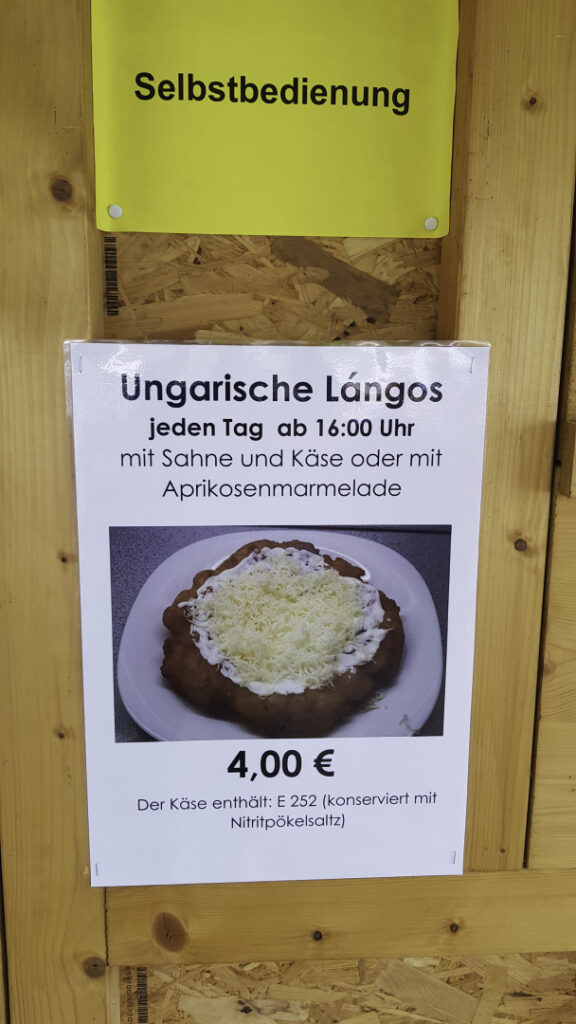 Selbstbedienung
Ungarische Lángos
jeden Tag ab 16:00 Uhr
mit Sahne und Käse oder mit
Aprikosenmarmelade
4,00 €
Der Käse enthält: E 252 (konserviert mit
Nitritpökelsaltz)